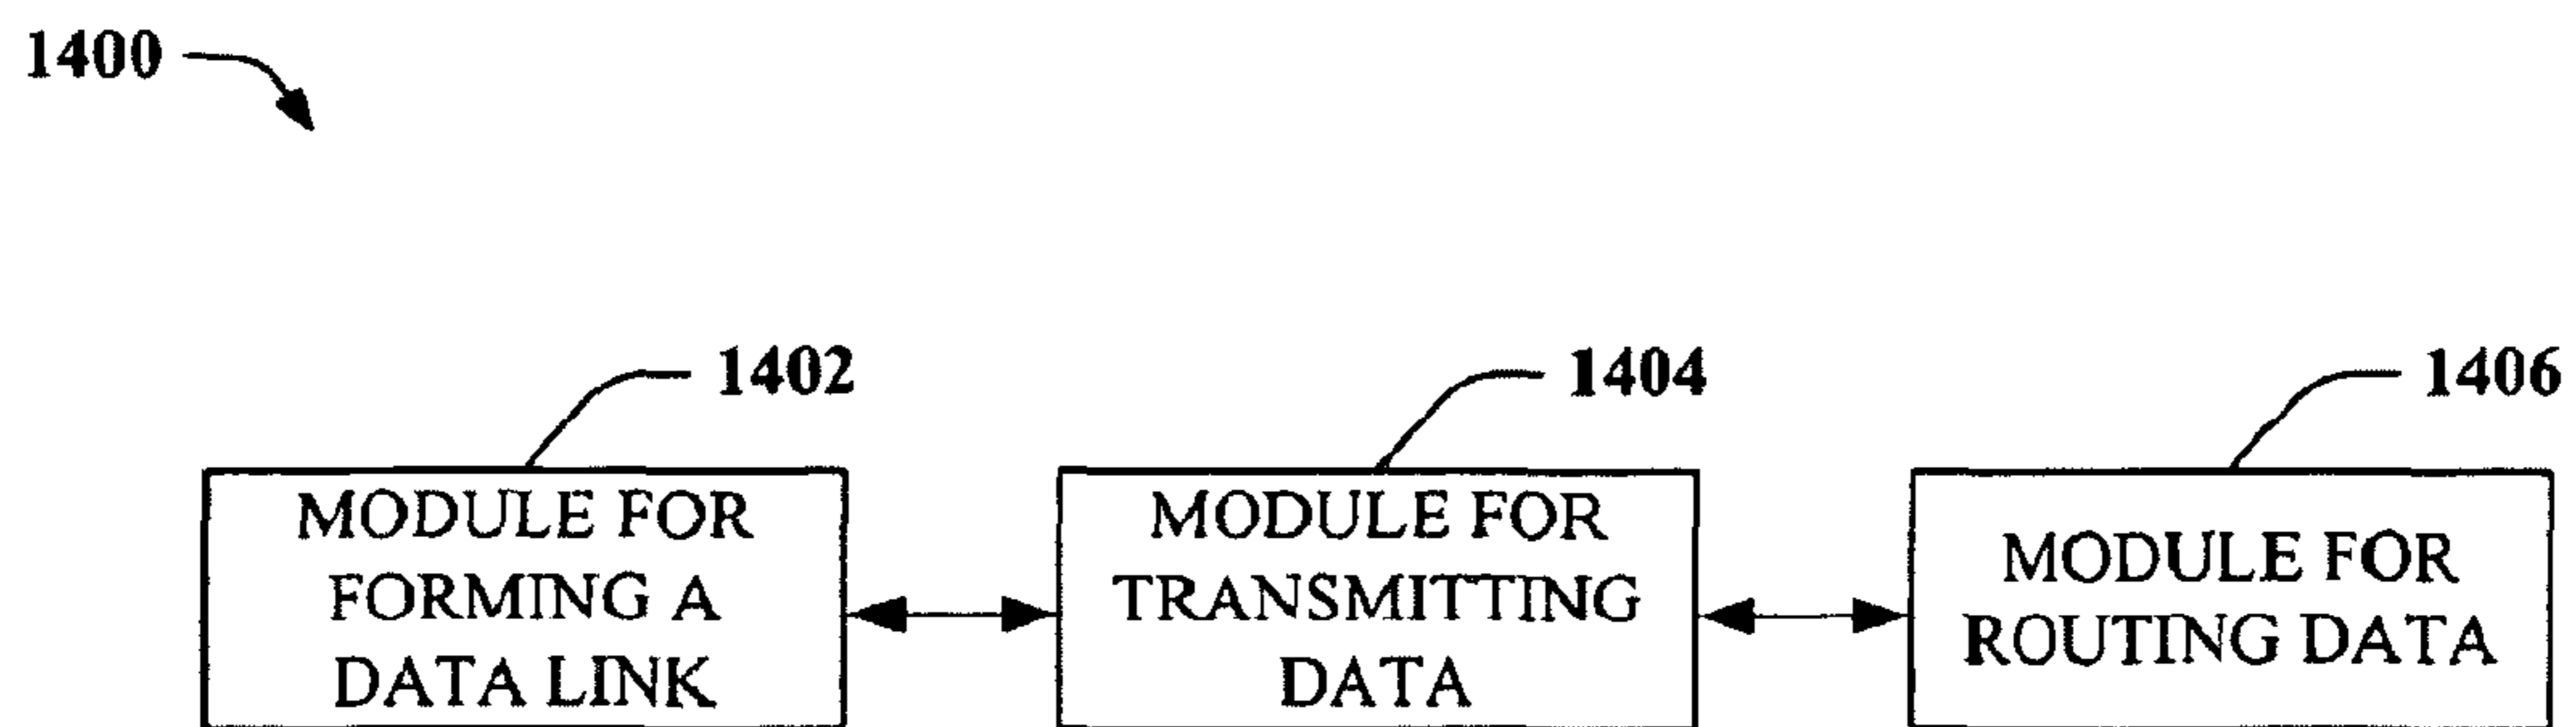 1400
1402
1404
1406
MODULE FOR
FORMING A
DATA LINK
MODULE FOR
TRANSMITTING
DATA
MODULE FOR
ROUTING DATA